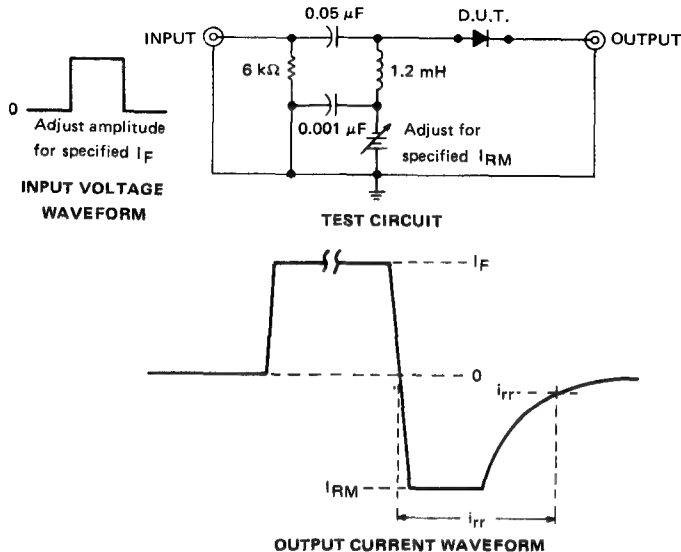 0.05 μF
D.U.T.
INPUT
OUTPUT
6 kΩ
1.2 mH
0
0.001 μF
Adjust amplitude
for specified IF
Adjust for
specified IRM
INPUT VOLTAGE
WAVEFORM
TEST CIRCUIT
IF
0
irr
IRM
irr
OUTPUT CURRENT WAVEFORM